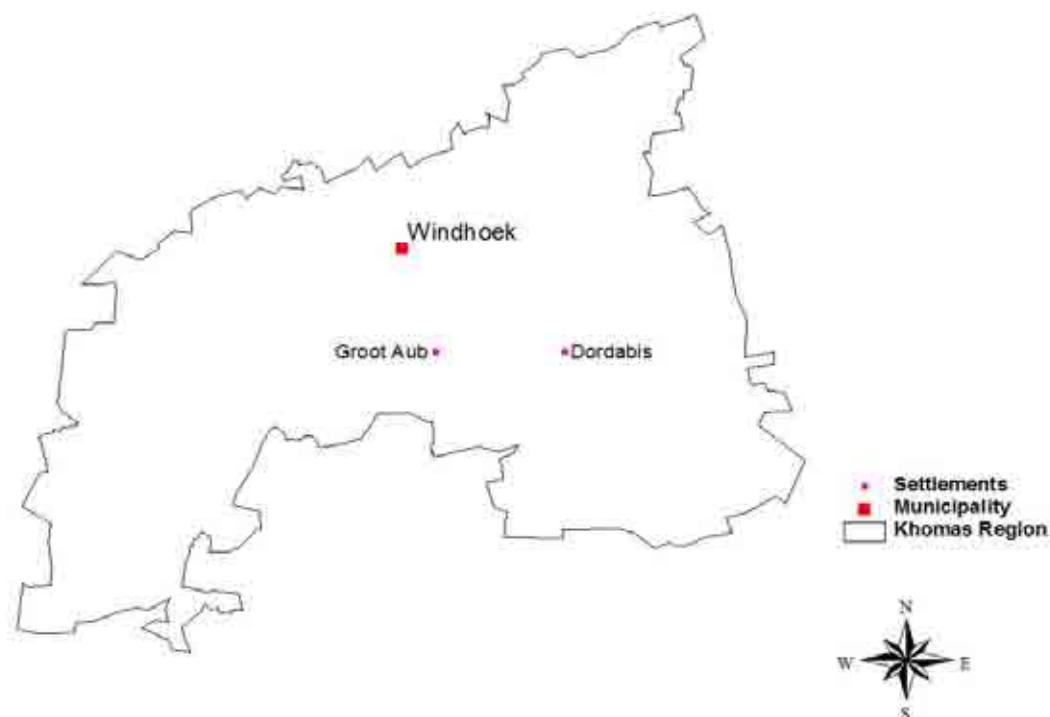 Windhoek
Groot Aub
Dordabis
Settlements
Municipality
Khomas Region
N
W
E
S